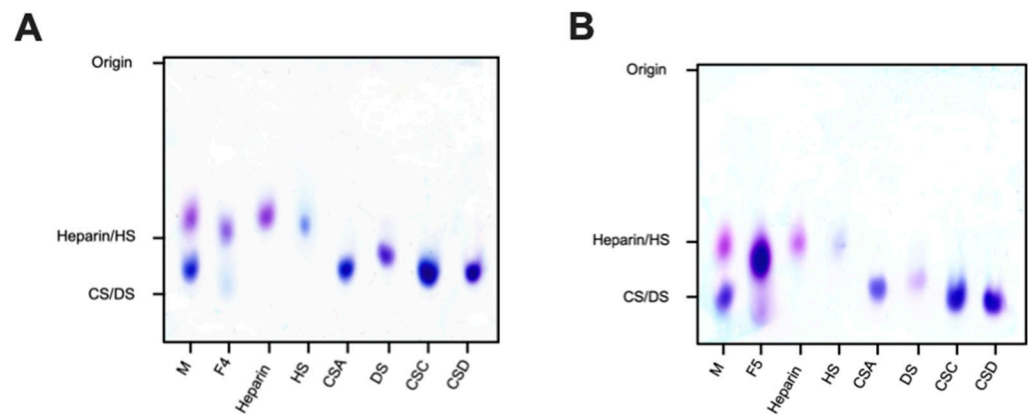 A
Origin
Heparin/HS
CS/DS
M
F4
Heparin
HS
CSA
DS
CSC
CSD
B
Origin
Heparin/HS
CS/DS
M
F5
Heparin
HS
CSA
DS
CSC
CSD